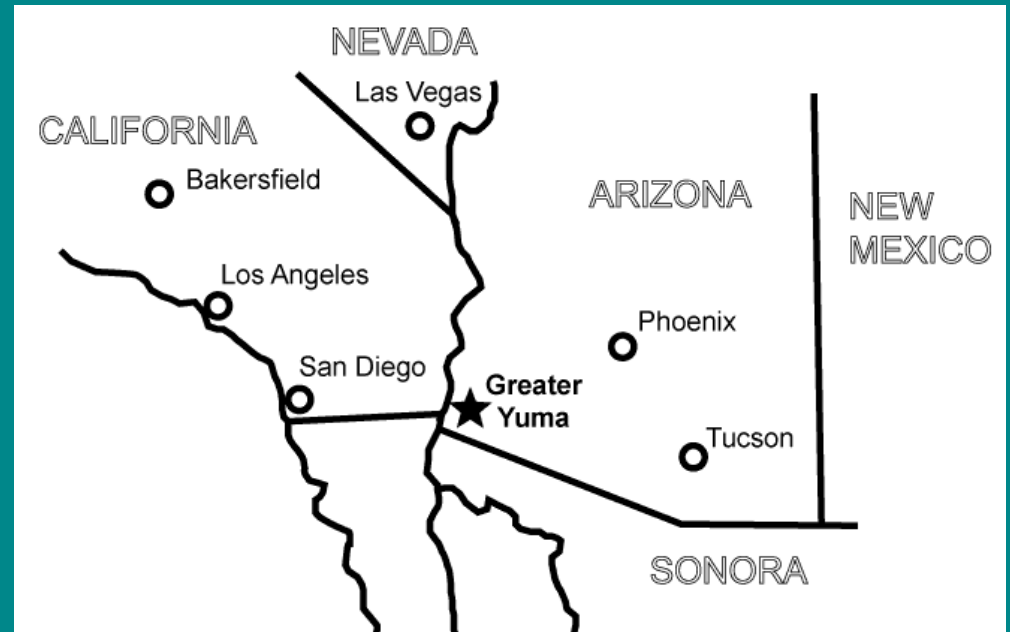 NEVADA
Las Vegas
CALIFORNIA
Bakersfield
ARIZONA
NEW
MEXICO
Los Angeles
Phoenix
San Diego
Greater
Yuma
Tucson
SONORA